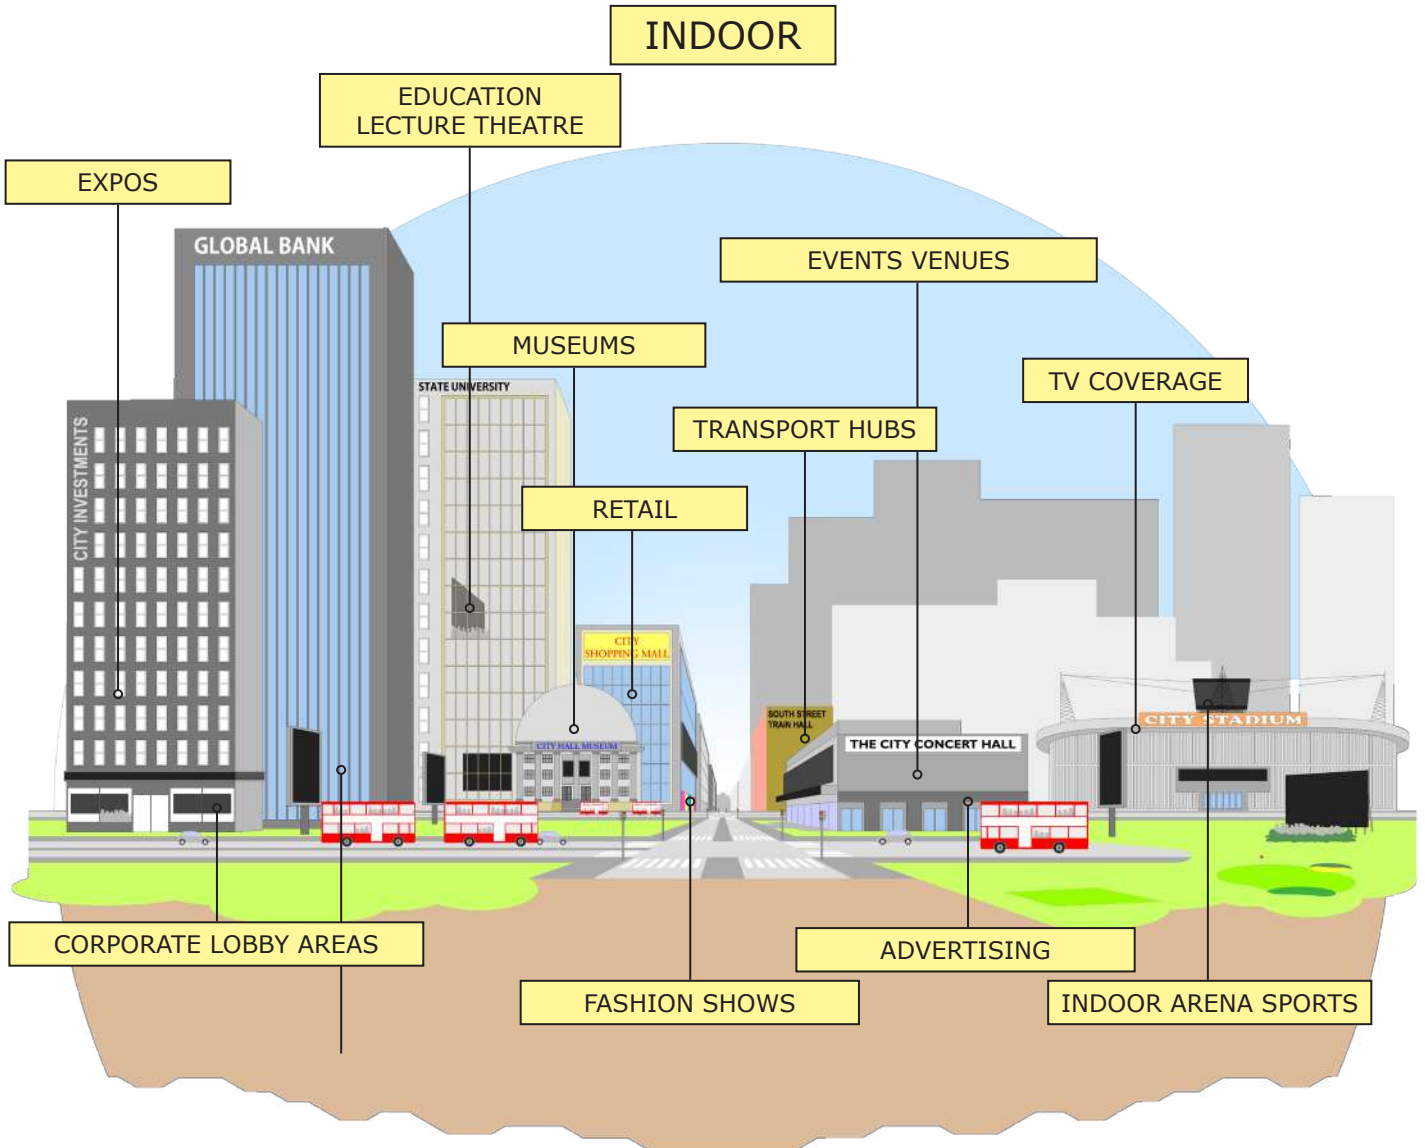 INDOOR
EDUCATION
LECTURE THEATRE
EXPOS
GLOBAL BANK
EVENTS VENUES
MUSEUMS
TV COVERAGE
STATE UNIVERSITY
TRANSPORT HUBS
CITY INVESTMENTS
RETAIL
CITY
SHOPPING MALL
SOUTH STREET
TRAIN HALL
CITY STADIUM
CITY HALL MUSEUM
THE CITY CONCERT HALL
CORPORATE LOBBY AREAS
ADVERTISING
FASHION SHOWS
INDOOR ARENA SPORTS